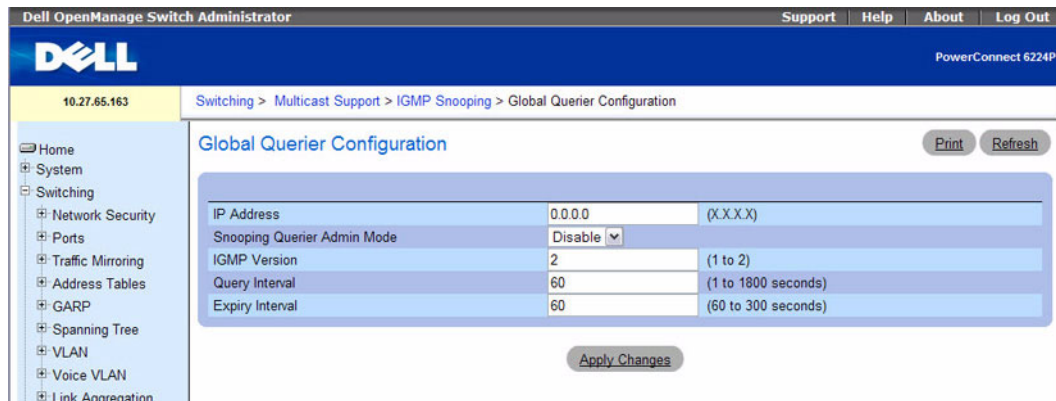 Dell OpenManage Switch Administrator Support Help About Log Out
DELL
PowerConnect 6224P
10.27.65.163 Switching > Multicast Support > IGMP Snooping > Global Querier Configuration
Home
System
Switching
Network Security
Ports
Traffic Mirroring
Address Tables
GARP
Spanning Tree
VLAN
Voice VLAN
Link Aggregation
Global Querier Configuration Print Refresh
IP Address 0.0.0.0 (X.X.X.X)
Snooping Querier Admin Mode Disable
IGMP Version 2 (1 to 2)
Query Interval 60 (1 to 1800 seconds)
Expiry Interval 60 (60 to 300 seconds)
Apply Changes